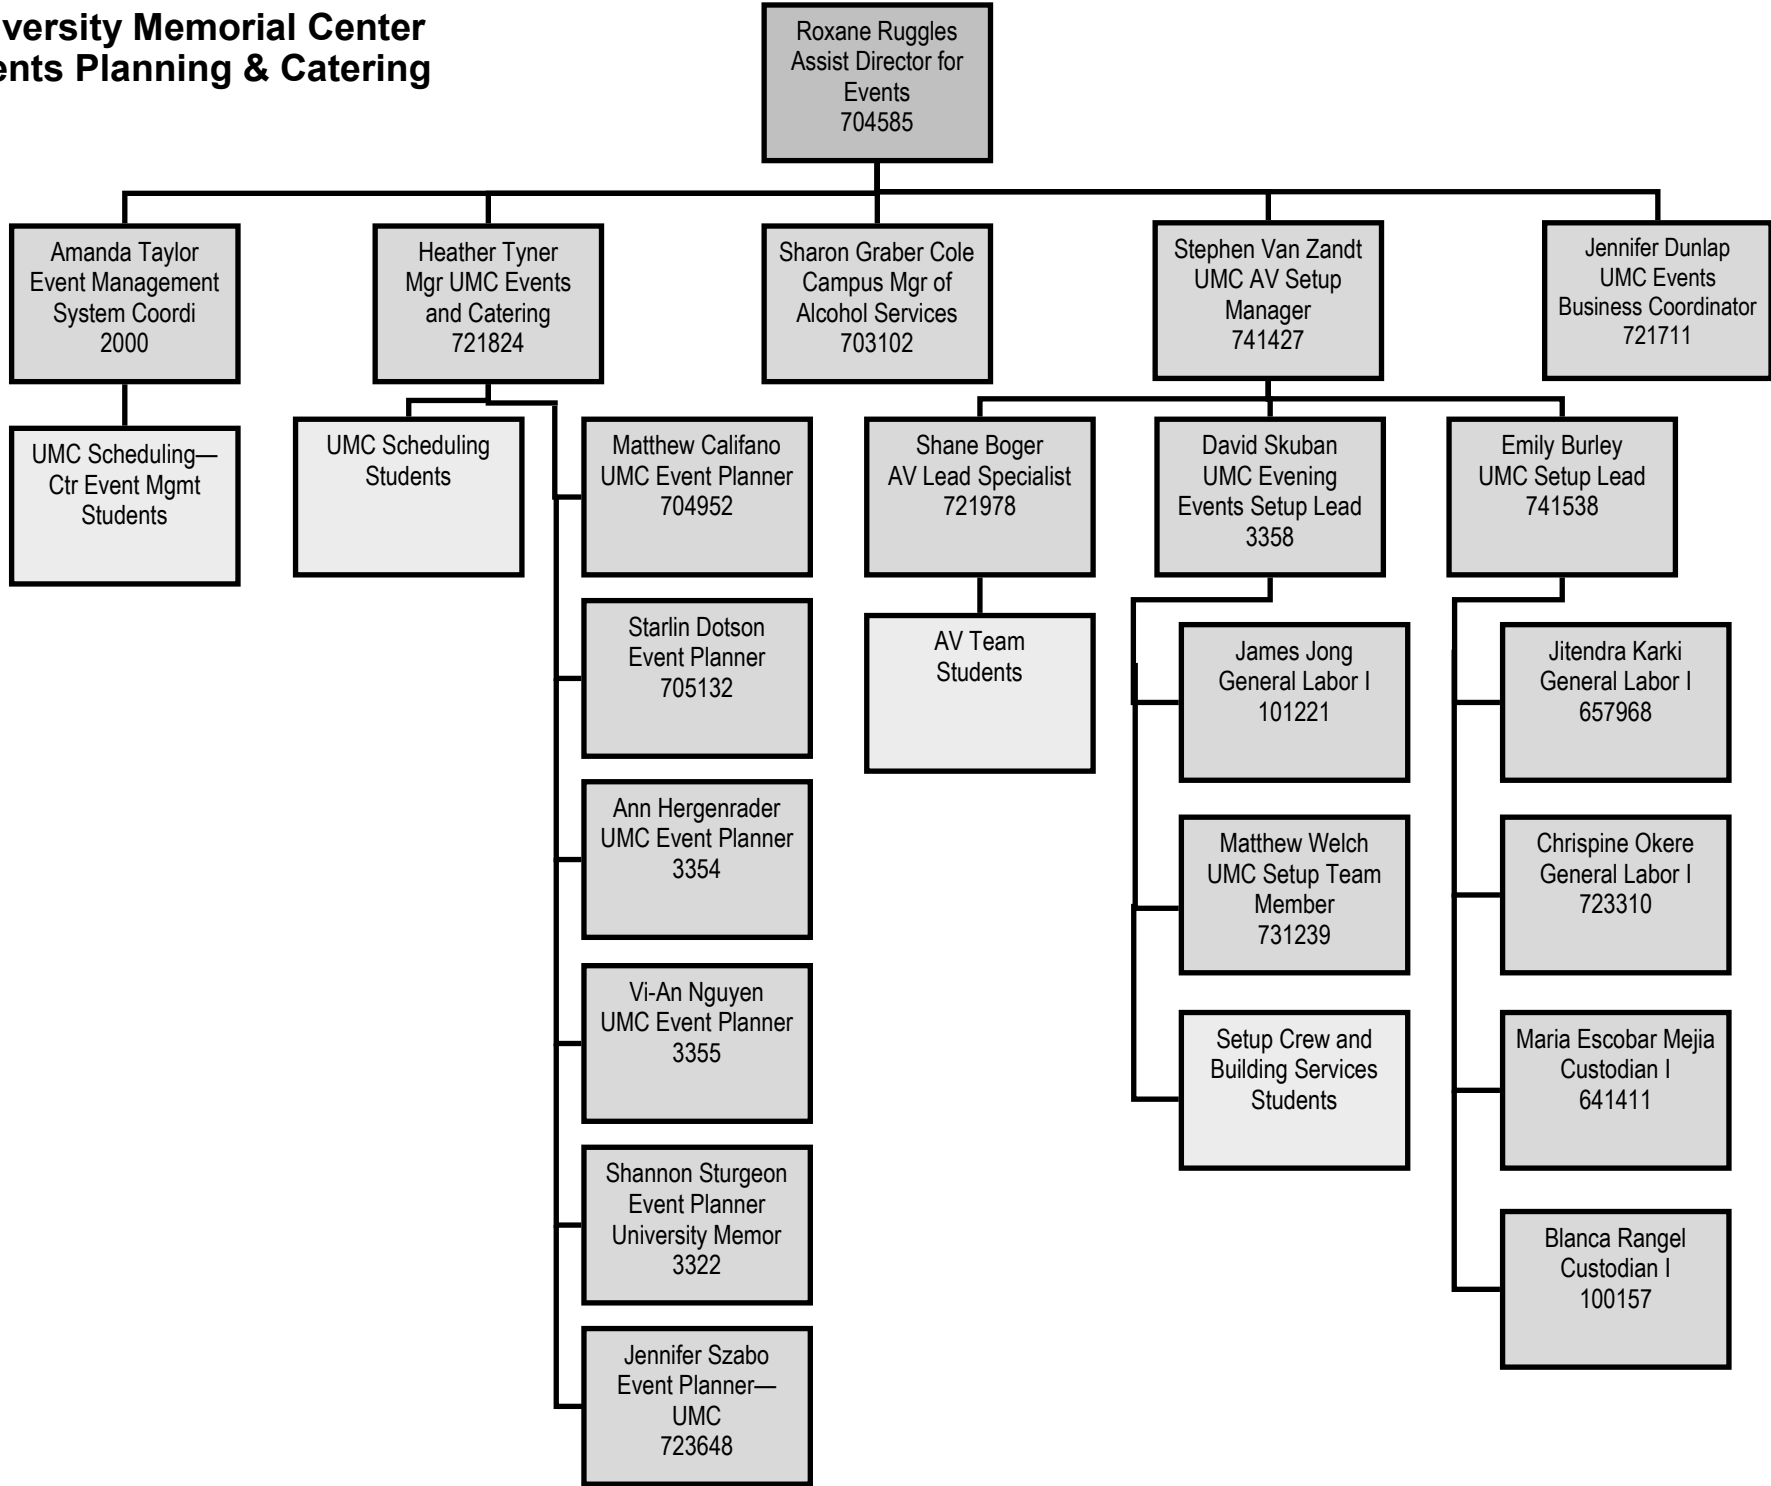 versity Memorial Center
ents Planning & Catering
Roxane Ruggles
Assist Director for
Events
704585
Amanda Taylor
Event Management
System Coordi
2000
Heather Tyner
Mgr UMC Events
and Catering
721824
Sharon Graber Cole
Campus Mgr of
Alcohol Services
703102
Stephen Van Zandt
UMC AV Setup
Manager
741427
Jennifer Dunlap
UMC Events
Business Coordinator
721711
UMC Scheduling—
Ctr Event Mgmt
Students
UMC Scheduling
Students
Matthew Califano
UMC Event Planner
704952
Shane Boger
AV Lead Specialist
721978
David Skuban
UMC Evening
Events Setup Lead
3358
Emily Burley
UMC Setup Lead
741538
Starlin Dotson
Event Planner
705132
AV Team
Students
James Jong
General Labor I
101221
Jitendra Karki
General Labor I
657968
Ann Hergenrader
UMC Event Planner
3354
Matthew Welch
UMC Setup Team
Member
731239
Chrispine Okere
General Labor I
723310
Vi-An Nguyen
UMC Event Planner
3355
Setup Crew and
Building Services
Students
Maria Escobar Mejia
Custodian I
641411
Shannon Sturgeon
Event Planner
University Memor
3322
Blanca Rangel
Custodian I
100157
Jennifer Szabo
Event Planner—
UMC
723648